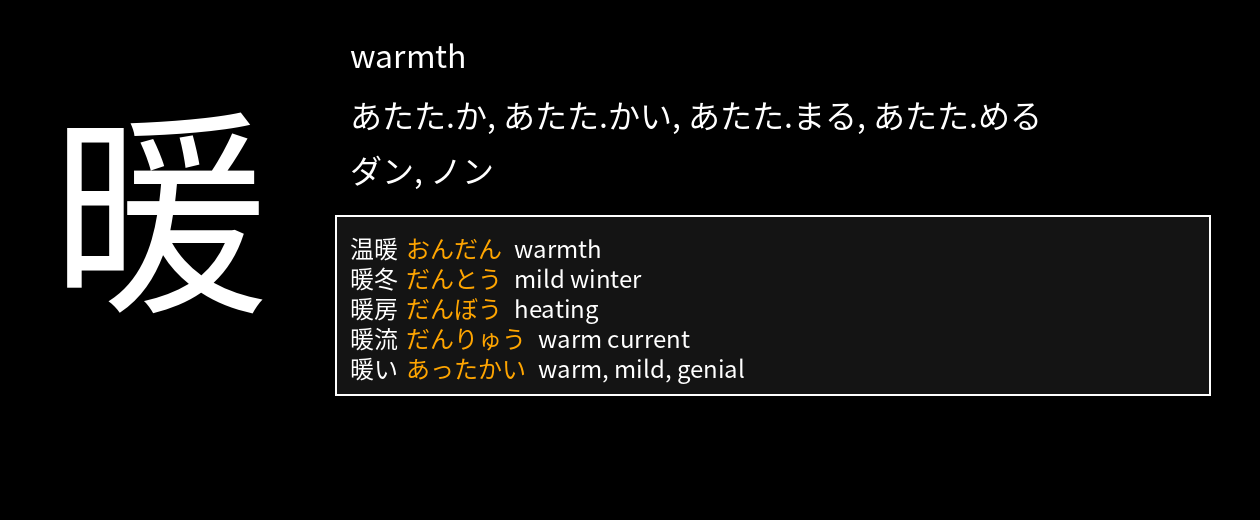 暖
warmth
あたた.か, あたた.かい, あたた.まる, あたた.める
ダン, ノン
温暖 おんだん warmth
暖冬 だんとう mild winter
暖房 だんぼう heating
暖流 だんりゅう warm current
暖い あったかい warm, mild, genial